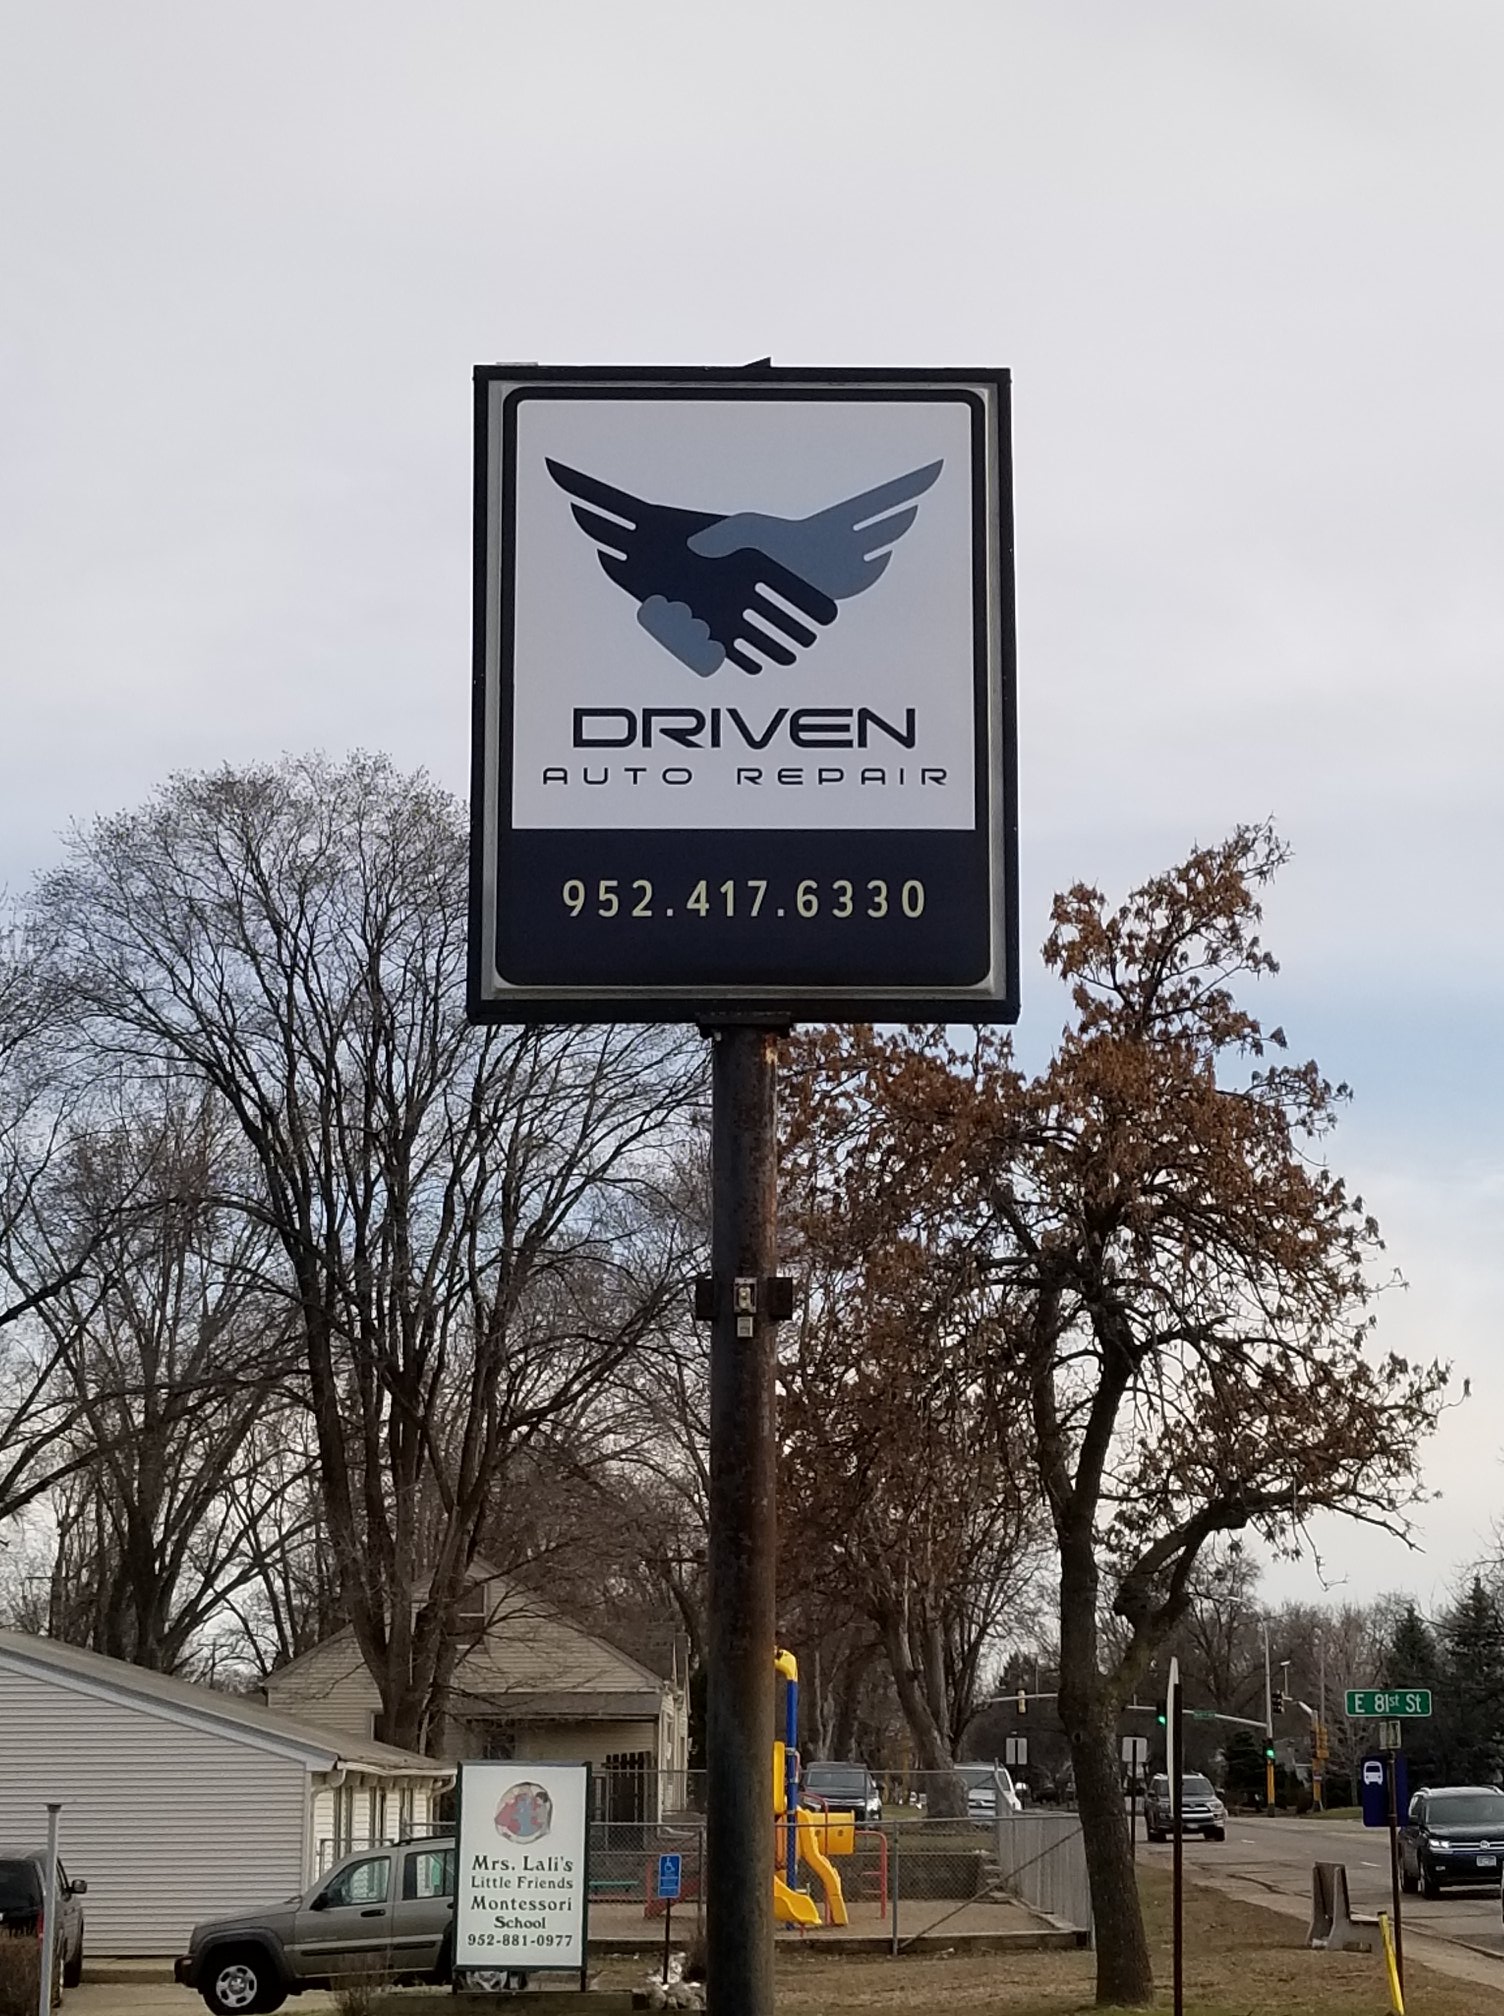 DRIVEN
AUTO REPAIR
952.417.6330
E 81st St
Mrs. Lali's
Little Friends
Montessori
School
952-881-0977